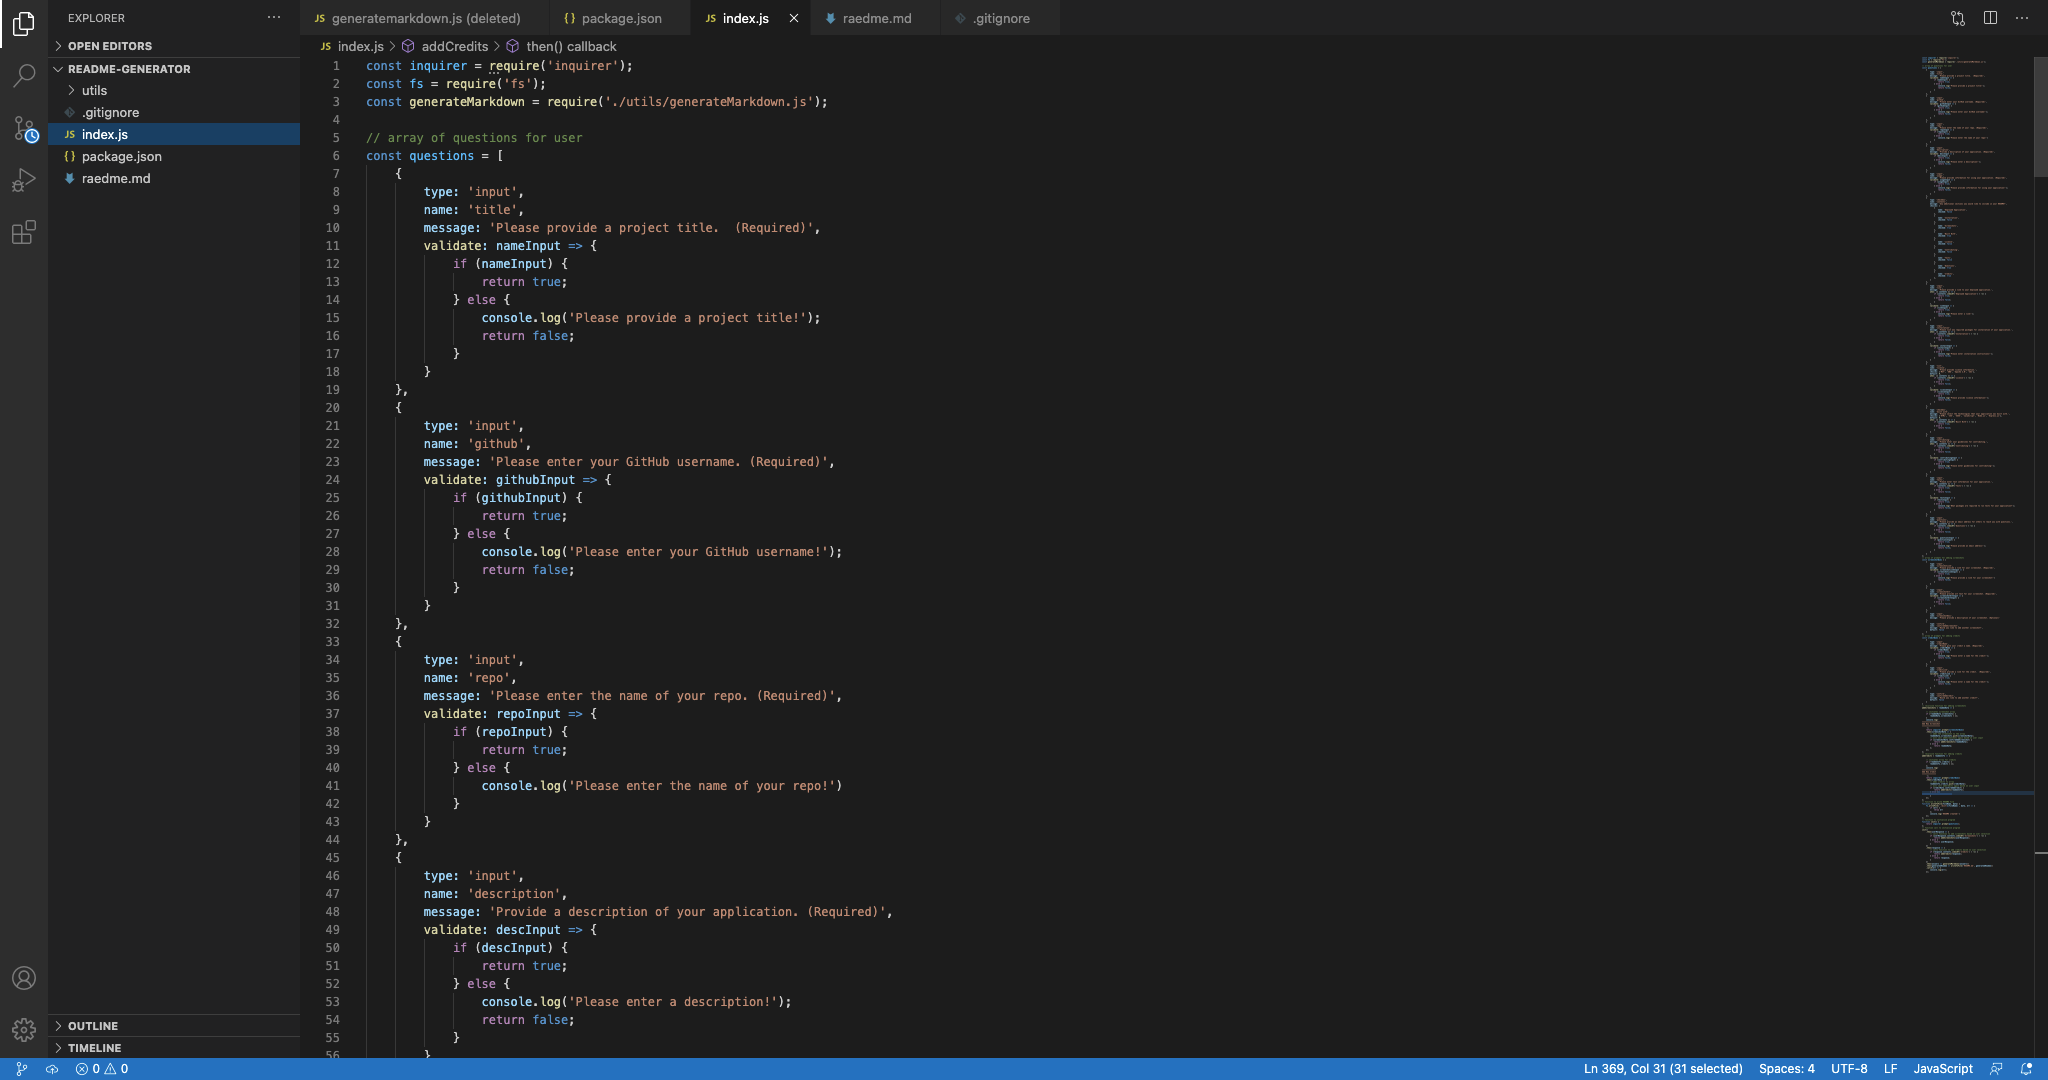 EXPLORER
OPEN EDITORS
README-GENERATOR
utils
.gitignore
JS index.js
{} package.json
raedme.md
OUTLINE
TIMELINE
JS generatemarkdown.js (deleted)
{} package.json
JS index.js
raedme.md
.gitignore
JS index.js > addCredits > then() callback
1 const inquirer = require('inquirer');
2 const fs = require('fs');
3 const generateMarkdown = require('./utils/generateMarkdown.js');
4
5 // array of questions for user
6 const questions = [
7 {
8 type: 'input',
9 name: 'title',
10 message: 'Please provide a project title.  (Required)',
11 validate: nameInput => {
12 if (nameInput) {
13 return true;
14 } else {
15 console.log('Please provide a project title!');
16 return false;
17 }
18 }
19 },
20 {
21 type: 'input',
22 name: 'github',
23 message: 'Please enter your GitHub username. (Required)',
24 validate: githubInput => {
25 if (githubInput) {
26 return true;
27 } else {
28 console.log('Please enter your GitHub username!');
29 return false;
30 }
31 }
32 },
33 {
34 type: 'input',
35 name: 'repo',
36 message: 'Please enter the name of your repo. (Required)',
37 validate: repoInput => {
38 if (repoInput) {
39 return true;
40 } else {
41 console.log('Please enter the name of your repo!')
42 }
43 }
44 },
45 {
46 type: 'input',
47 name: 'description',
48 message: 'Provide a description of your application. (Required)',
49 validate: descInput => {
50 if (descInput) {
51 return true;
52 } else {
53 console.log('Please enter a description!');
54 return false;
55 }
56 }
0 0
Ln 369, Col 31 (31 selected) Spaces: 4 UTF-8 LF JavaScript